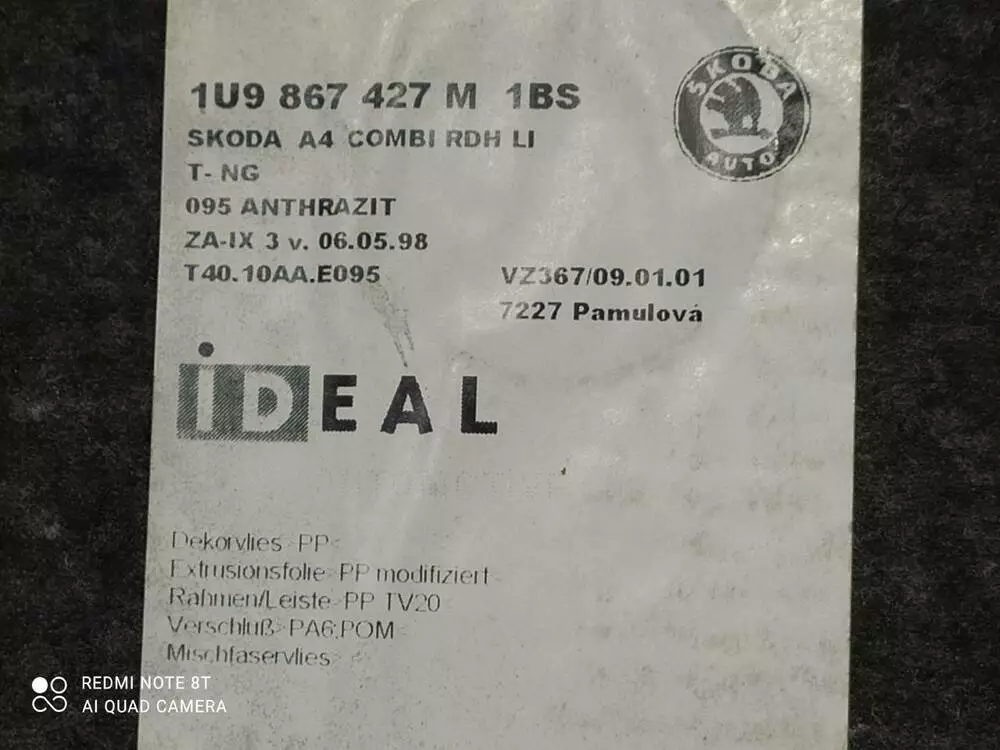 1U9 867 427 M 1BS
SKODA A4 COMBI RDH LI
T- NG
095 ANTHRAZIT
ZA-IX 3 v. 06.05.98
T40.10AA.E095
VZ367/09.01.01
7227 Pamulová
SKODA
AUTO
iDEAL
Dekorvlies >PP<
Extrusionsfolie>PP modifiziert
Rahmen/Leiste>PP TV20
Verschluß>PA6;POM<
Mischfaservlies>
REDMI NOTE 8T
AI QUAD CAMERA